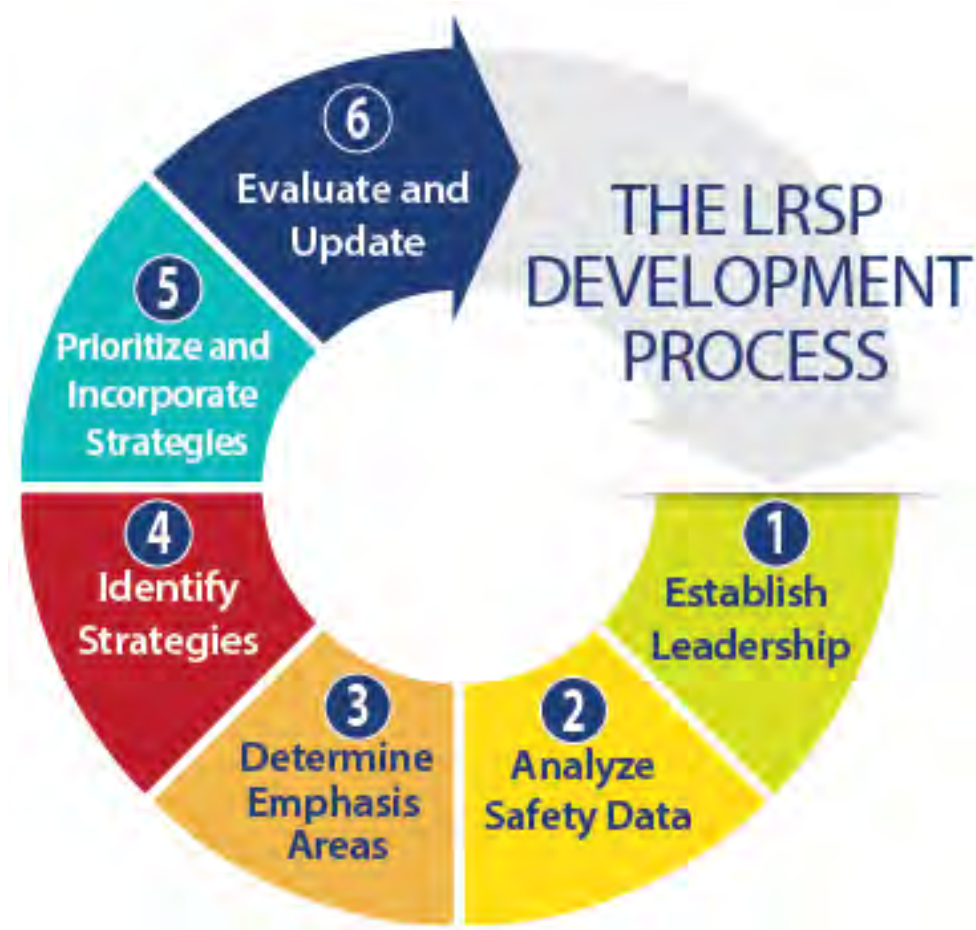 THE LRSP
DEVELOPMENT
PROCESS
1
Establish
Leadership
2
Analyze
Safety Data
3
Determine
Emphasis
Areas
4
Identify
Strategies
5
Prioritize and
Incorporate
Strategies
6
Evaluate and
Update